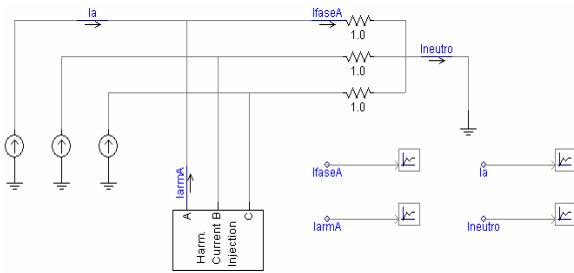 Ia
IfaseA
1.0
Ineutro
1.0
1.0
IarmA
A
B
C
Harm.
Current
Injection
IfaseA
Ia
IarmA
Ineutro